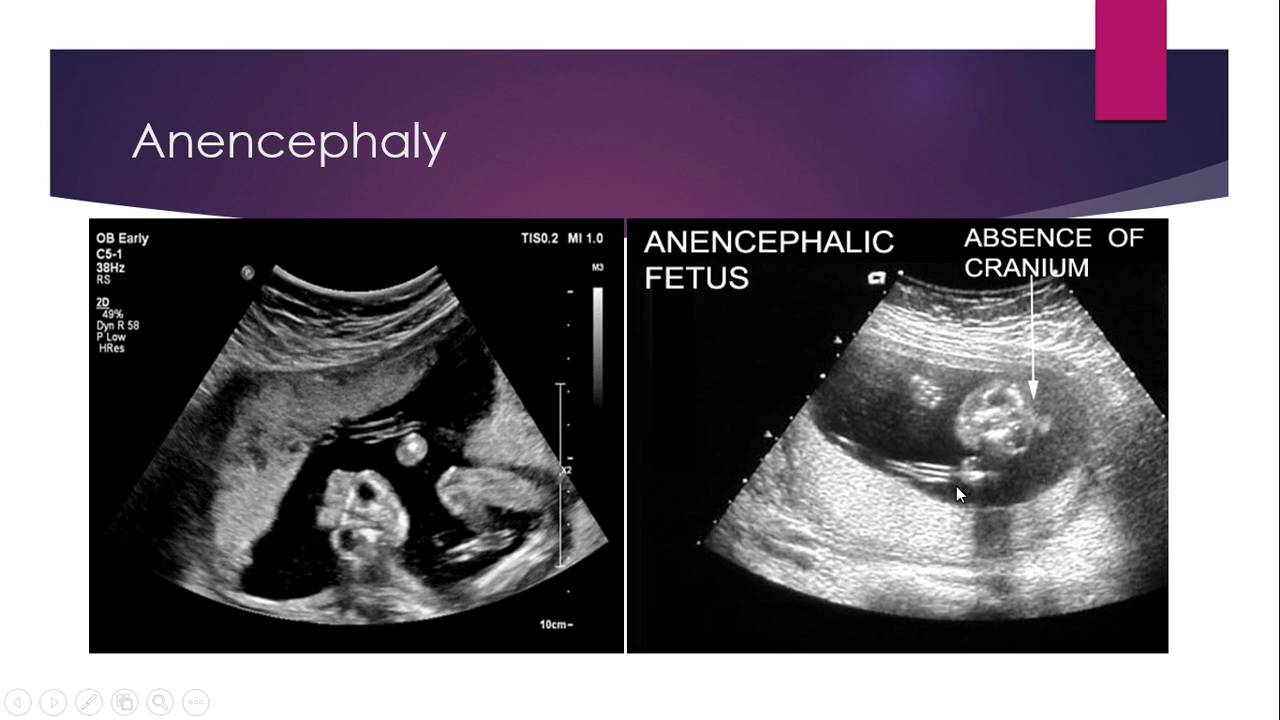 Anencephaly
OB Early
C5-1
38Hz
RS
2D
49%
Dyn R 58
P Low
HRes
TIS0.2 MI 1.0
M3
X2
10cm
ANENCEPHALIC
FETUS
ABSENCE OF
CRANIUM